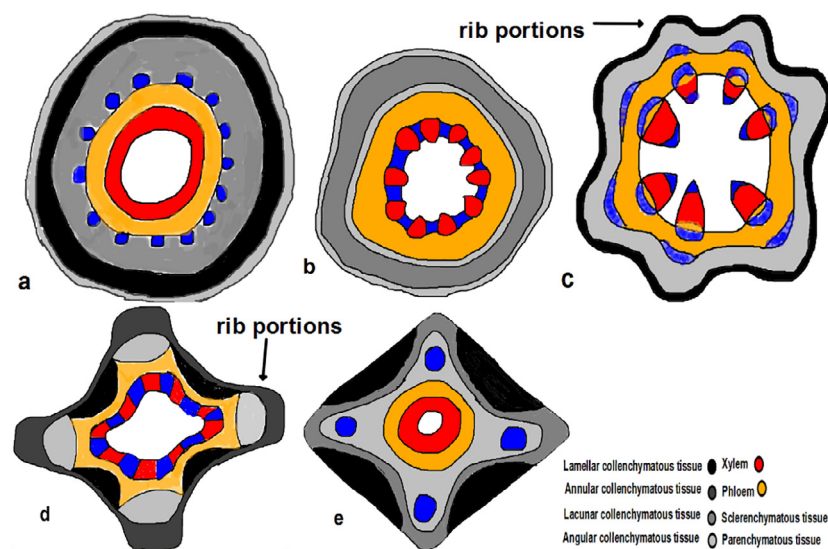 rib portions
a
b
c
rib portions
d
e
Lamellar collenchymatous tissue
Xylem
Annular collenchymatous tissue
Phloem
Lacunar collenchymatous tissue
Sclerenchymatous tissue
Angular collenchymatous tissue
Parenchymatous tissue